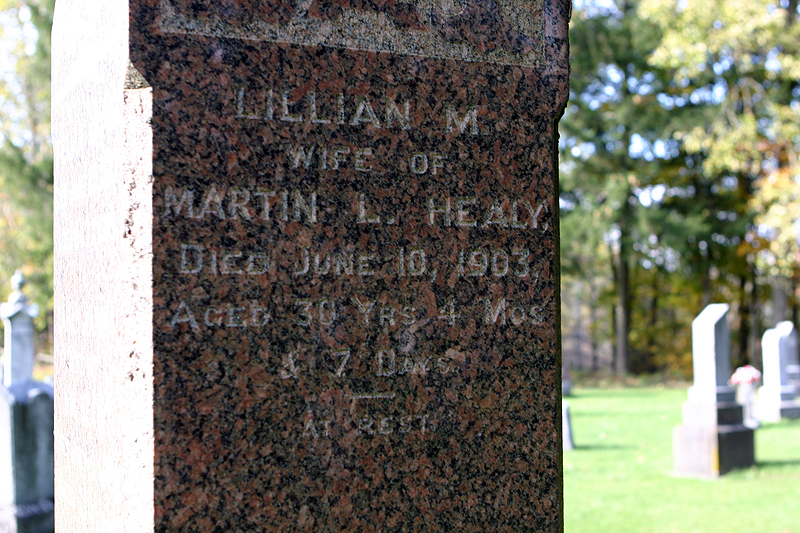 LILLIAN M.
WIFE OF
MARTIN L. HEALY,
DIED JUNE 10, 1903,
AGED 30 YRS 4 MOS
& 7 DAYS
AT REST